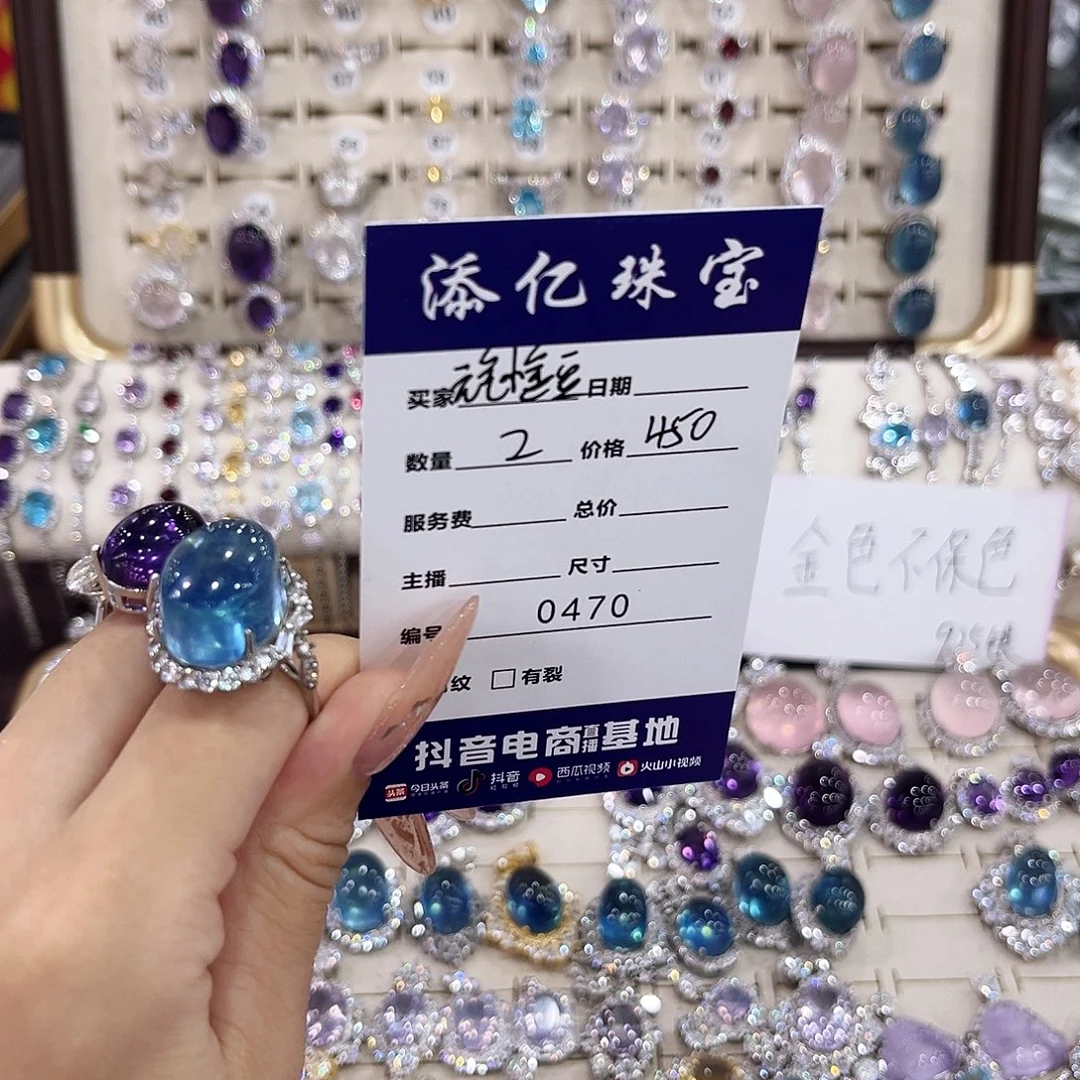 添亿珠宝
买家 日期
数量 2 价格 450
服务费 总价
主播 尺寸
编号 0470
纹 □ 有裂
抖音电商直播基地
头条 今日头条 抖音 西瓜视频 火山小视频
金色不保色